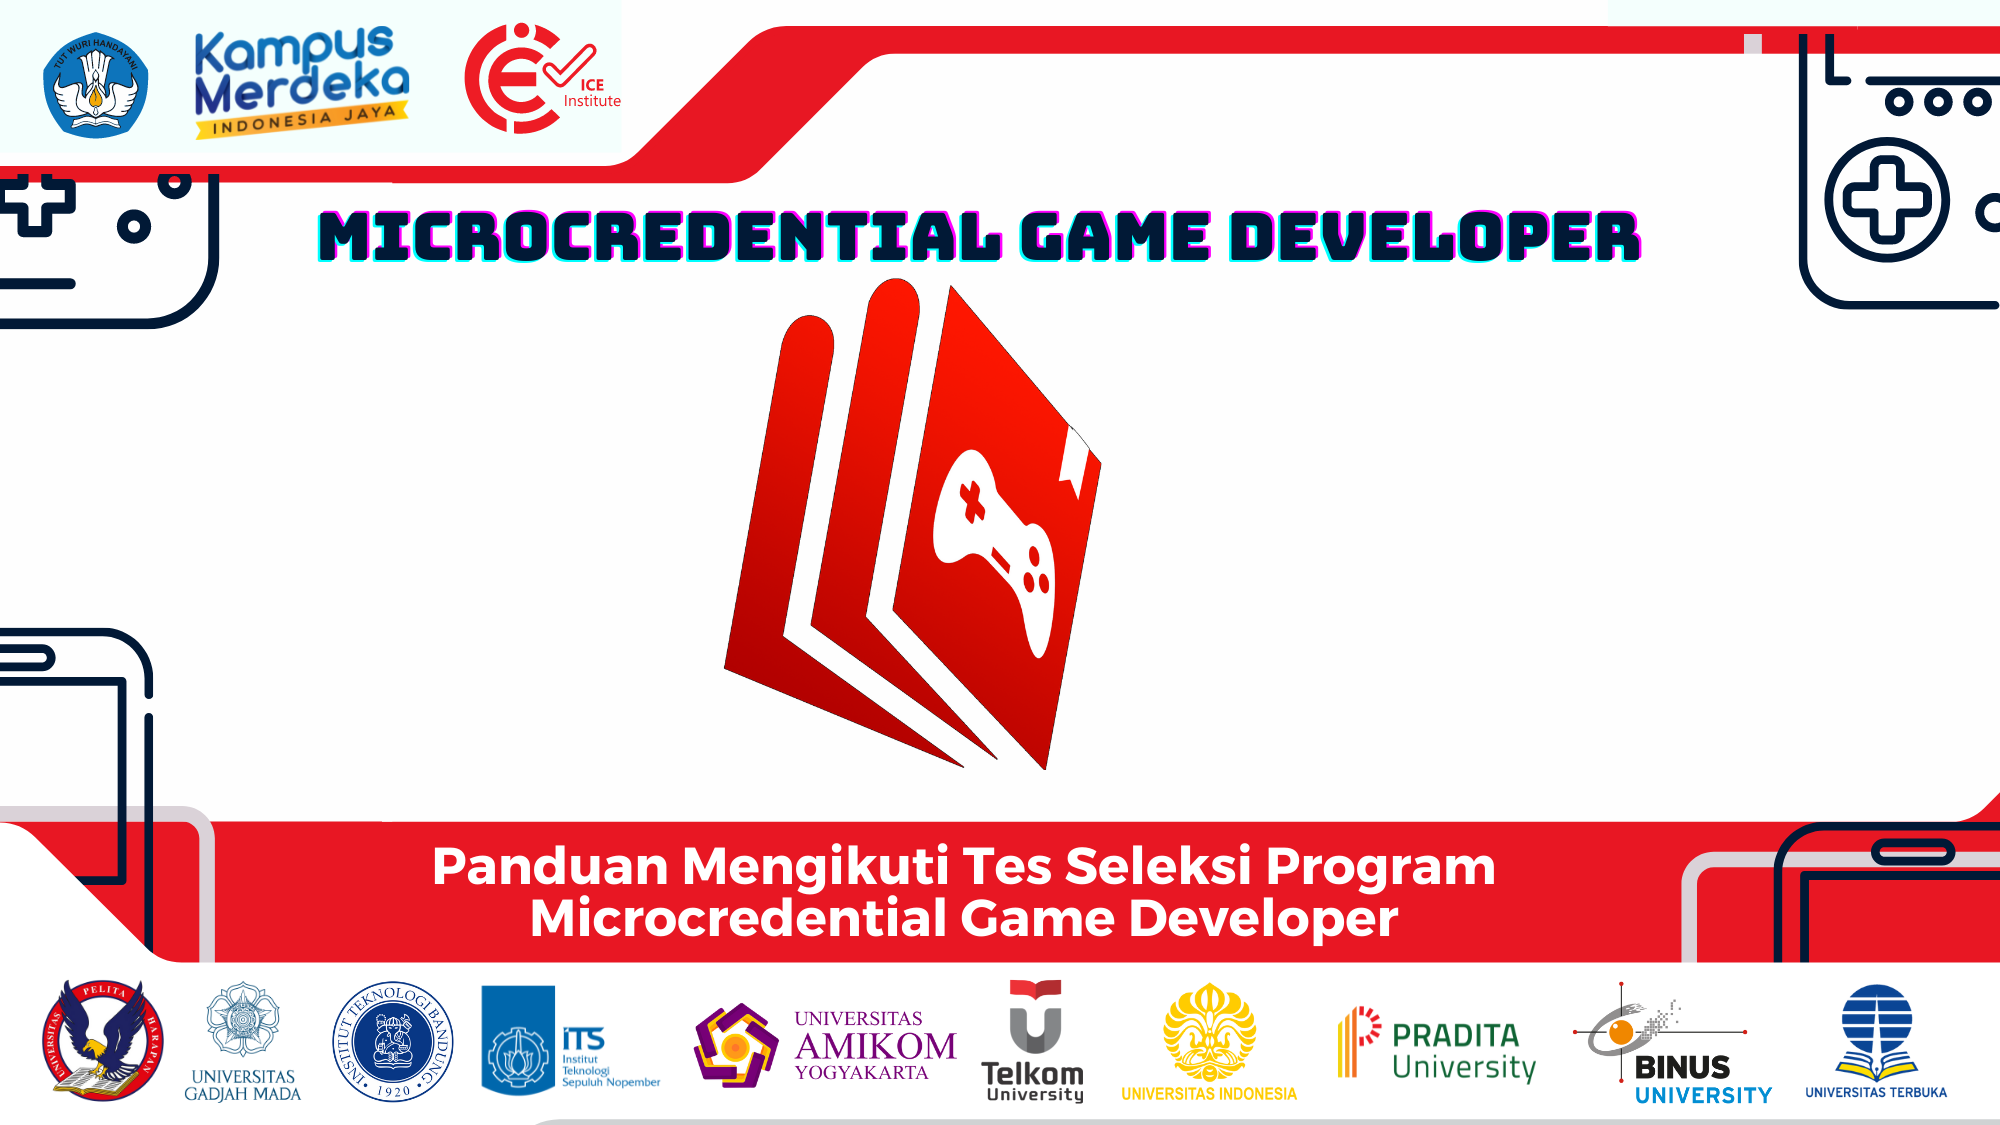 TUT WURI HANDAYANI
Kampus
Merdeka
INDONESIA JAYA
ICE
Institute
MICROCREDENTIAL GAME DEVELOPER
Panduan Mengikuti Tes Seleksi Program
Microcredential Game Developer
UNIVERSITAS PELITA HARAPAN
UNIVERSITAS
GADJAH MADA
INSTITUT TEKNOLOGI BANDUNG
1920
ITS
Institut
Teknologi
Sepuluh Nopember
UNIVERSITAS
AMIKOM
YOGYAKARTA
Telkom
University
UNIVERSITAS INDONESIA
PRADITA
University
BINUS
UNIVERSITY
UNIVERSITAS TERBUKA